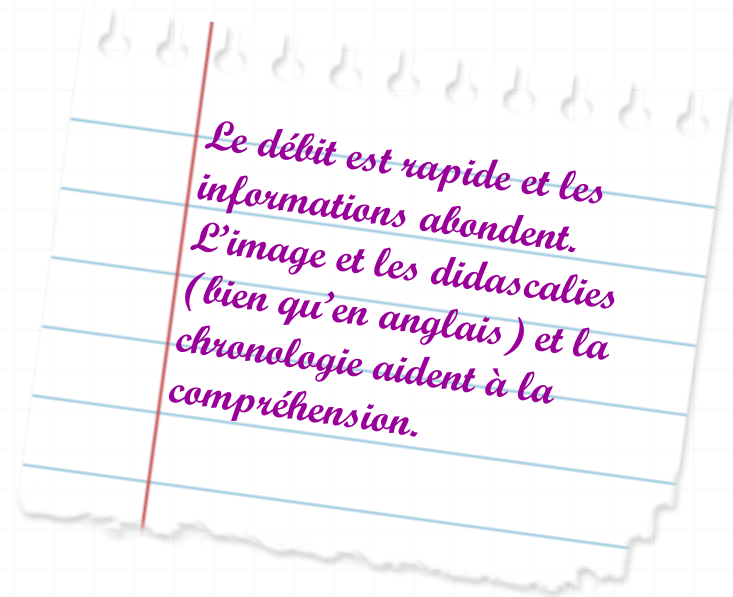 Le débit est rapide et les
informations abondent.
L'image et les didascalies
(bien qu'en anglais) et la
chronologie aident à la
compréhension.